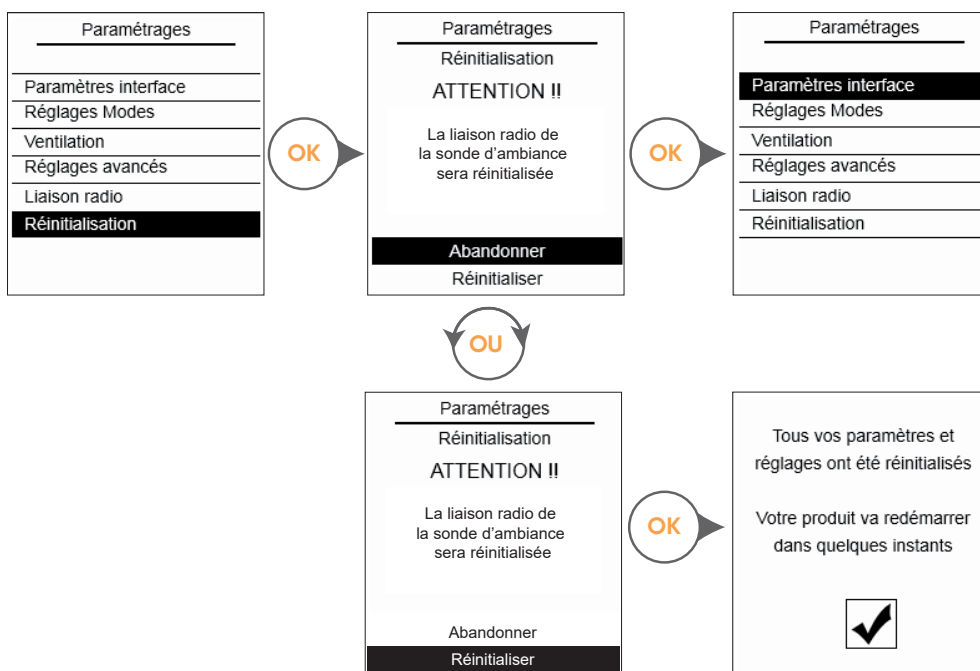 Paramétrages
Paramètres interface
Réglages Modes
Ventilation
Réglages avancés
Liaison radio
Réinitialisation
OK
Paramétrages
Réinitialisation
ATTENTION !!
La liaison radio de
la sonde d’ambiance
sera réinitialisée
Abandonner
Réinitialiser
OK
Paramétrages
Paramètres interface
Réglages Modes
Ventilation
Réglages avancés
Liaison radio
Réinitialisation
OU
Paramétrages
Réinitialisation
ATTENTION !!
La liaison radio de
la sonde d’ambiance
sera réinitialisée
Abandonner
Réinitialiser
OK
Tous vos paramètres et
réglages ont été réinitialisés
Votre produit va redémarrer
dans quelques instants